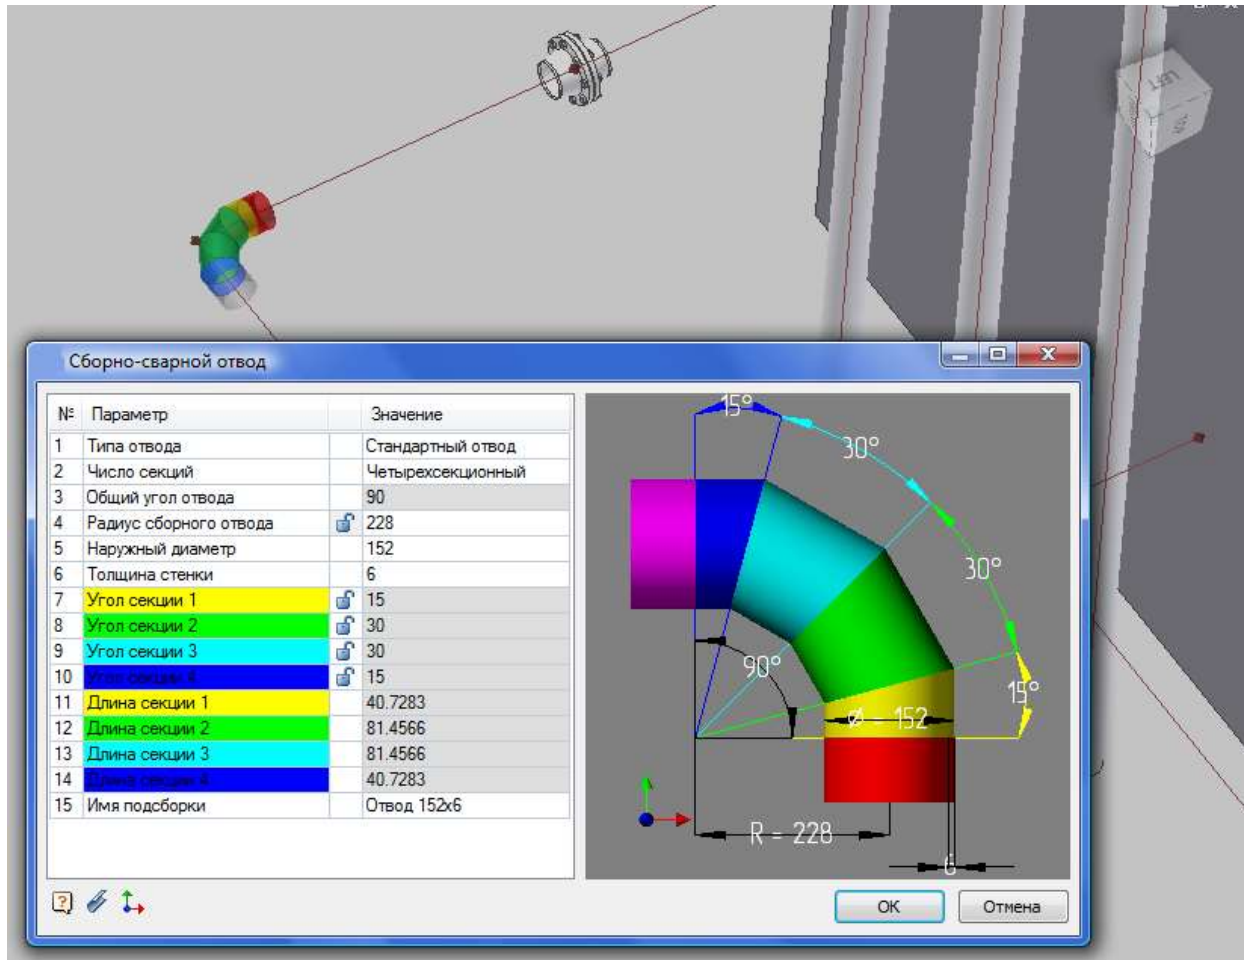 LEFT
TOP
Сборно-сварной отвод
№ Параметр Значение
1 Типа отвода Стандартный отвод
2 Число секций Четырехсекционный
3 Общий угол отвода 90
4 Радиус сборного отвода 228
5 Наружный диаметр 152
6 Толщина стенки 6
7 Угол секции 1 15
8 Угол секции 2 30
9 Угол секции 3 30
10 Угол секции 4 15
11 Длина секции 1 40.7283
12 Длина секции 2 81.4566
13 Длина секции 3 81.4566
14 Длина секции 4 40.7283
15 Имя подсборки Отвод 152x6
15°
30°
30°
90°
15°
ø = 152
R = 228
6
ОК Отмена